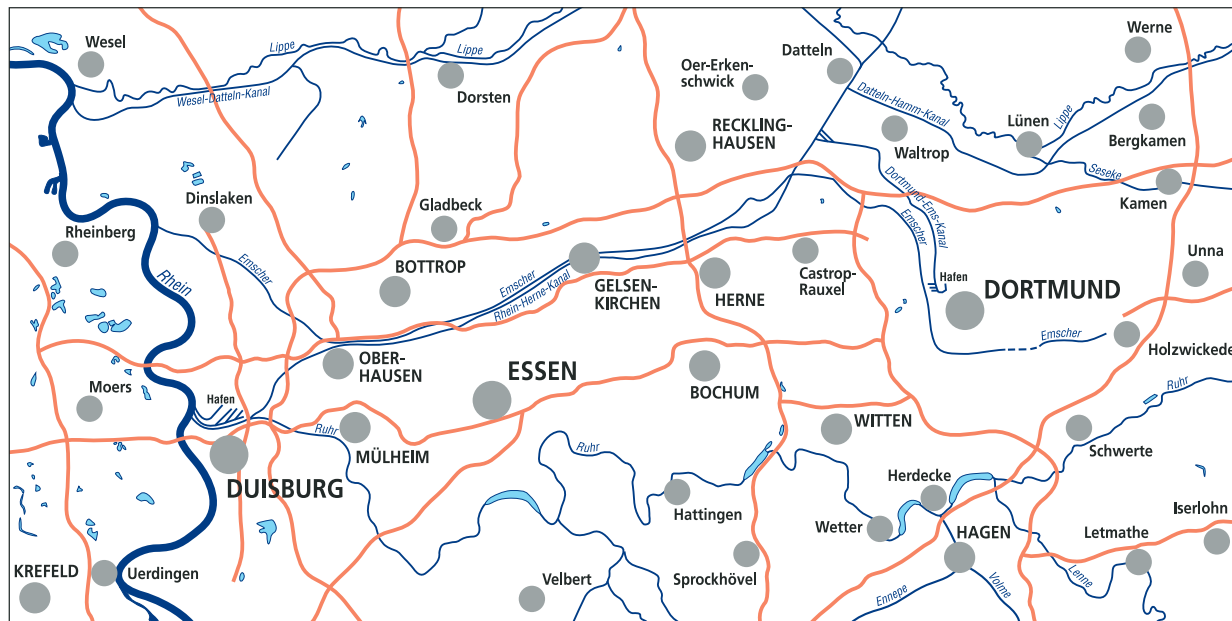 Wesel
Lippe
Lippe
Wesel-Datteln-Kanal
Dorsten
Oer-Erken-
schwick
Datteln
Werne
RECKLING-
HAUSEN
Datteln-Hamm-Kanal
Waltrop
Lünen
Lippe
Bergkamen
Seseke
Kamen
Dinslaken
Gladbeck
Dortmund-Ems-Kanal
Emscher
Rheinberg
Rhein
Emscher
BOTTROP
Emscher
Rhein-Herne-Kanal
GELSEN-
KIRCHEN
HERNE
Castrop-
Rauxel
Hafen
DORTMUND
Unna
Emscher
Holzwickede
OBER-
HAUSEN
ESSEN
BOCHUM
Moers
Hafen
Ruhr
MÜLHEIM
Ruhr
WITTEN
Ruhr
Schwerte
DUISBURG
Hattingen
Herdecke
Wetter
HAGEN
Letmathe
Iserlohn
KREFELD
Uerdingen
Velbert
Sprockhövel
Ennepe
Volme
Lenne